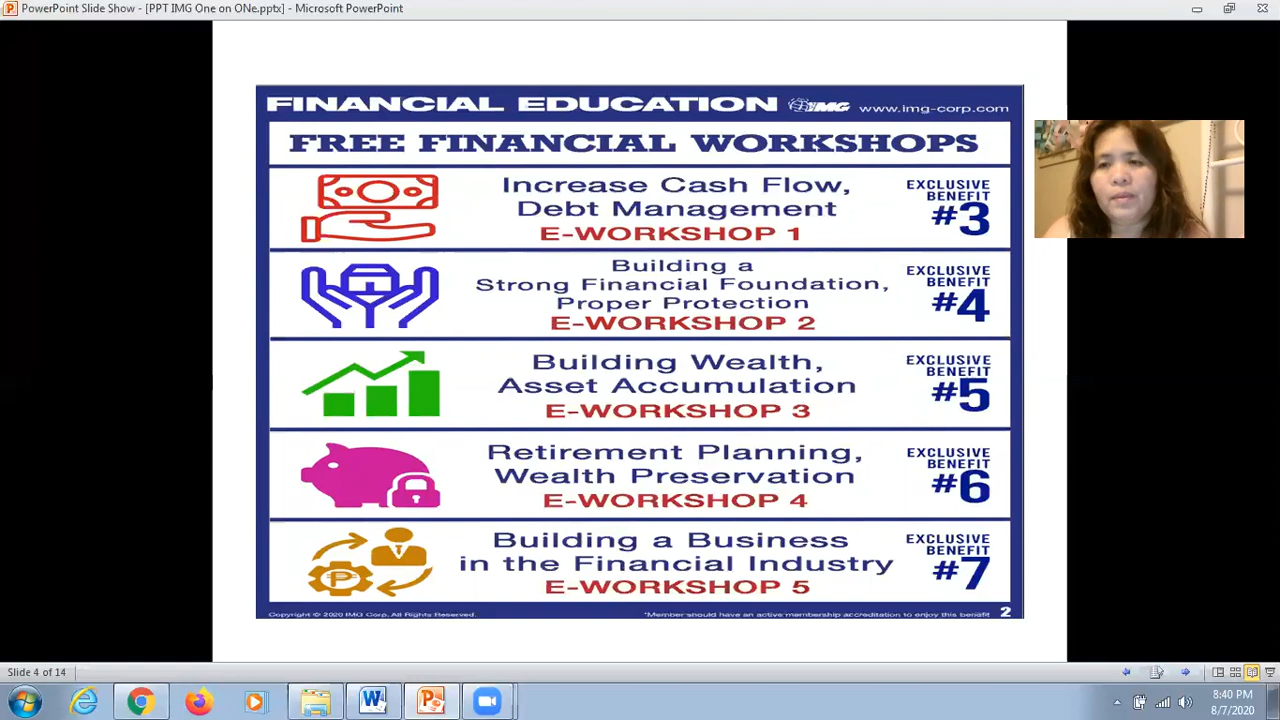 PowerPoint Slide Show - [PPT IMG One on ONe.pptx] - Microsoft PowerPoint
FINANCIAL EDUCATION IMG www.img-corp.com
FREE FINANCIAL WORKSHOPS
Increase Cash Flow,
Debt Management
E-WORKSHOP 1
EXCLUSIVE
BENEFIT
#3
Building a
Strong Financial Foundation,
Proper Protection
E-WORKSHOP 2
EXCLUSIVE
BENEFIT
#4
Building Wealth,
Asset Accumulation
E-WORKSHOP 3
EXCLUSIVE
BENEFIT
#5
Retirement Planning,
Wealth Preservation
E-WORKSHOP 4
EXCLUSIVE
BENEFIT
#6
Building a Business
in the Financial Industry
E-WORKSHOP 5
EXCLUSIVE
BENEFIT
#7
Copyright © 2020 IMG Corp. All Rights Reserved.
*Member should have an active membership accreditation to enjoy this benefit
2
Slide 4 of 14
8:40 PM
8/7/2020